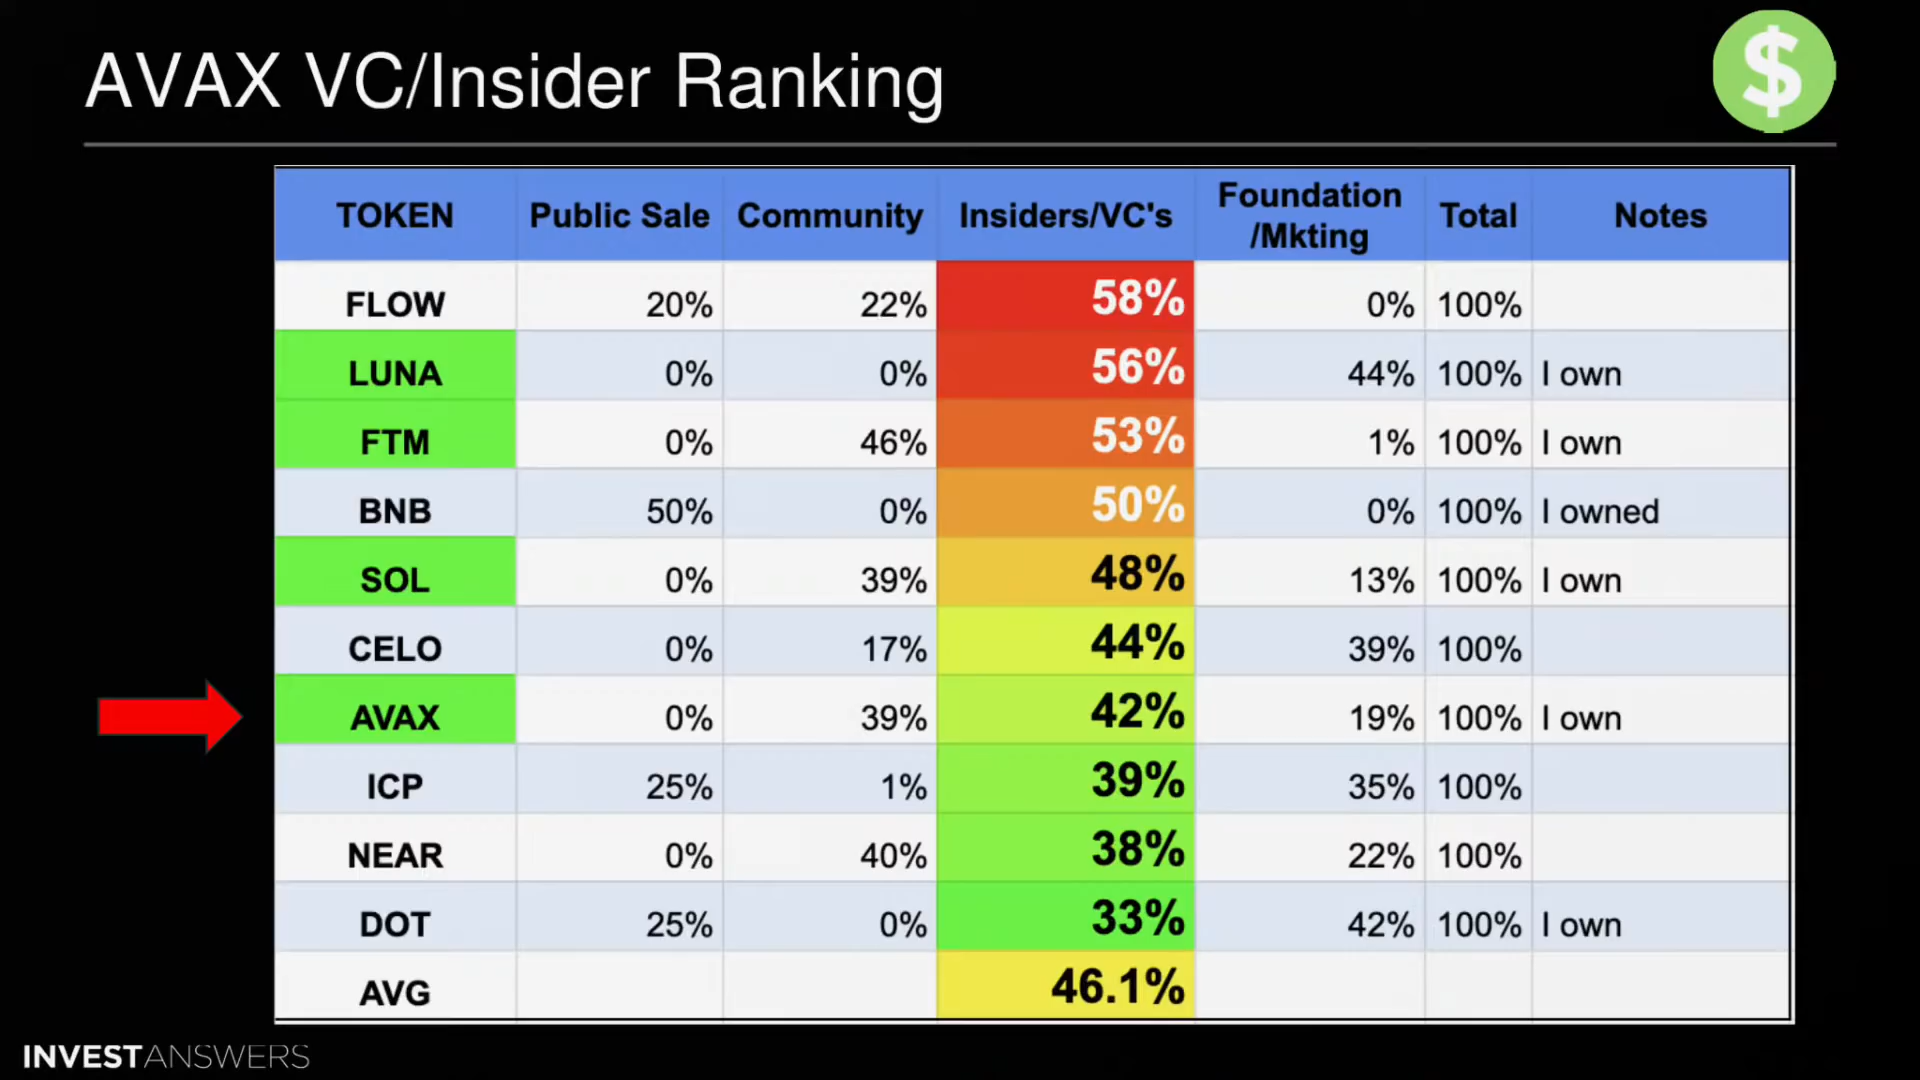 AVAX VC/Insider Ranking
$
TOKEN Public Sale Community Insiders/VC's Foundation /Mkting Total Notes
FLOW 20% 22% 58% 0% 100%
LUNA 0% 0% 56% 44% 100% I own
FTM 0% 46% 53% 1% 100% I own
BNB 50% 0% 50% 0% 100% I owned
SOL 0% 39% 48% 13% 100% I own
CELO 0% 17% 44% 39% 100%
AVAX 0% 39% 42% 19% 100% I own
ICP 25% 1% 39% 35% 100%
NEAR 0% 40% 38% 22% 100%
DOT 25% 0% 33% 42% 100% I own
AVG 46.1%
INVESTANSWERS